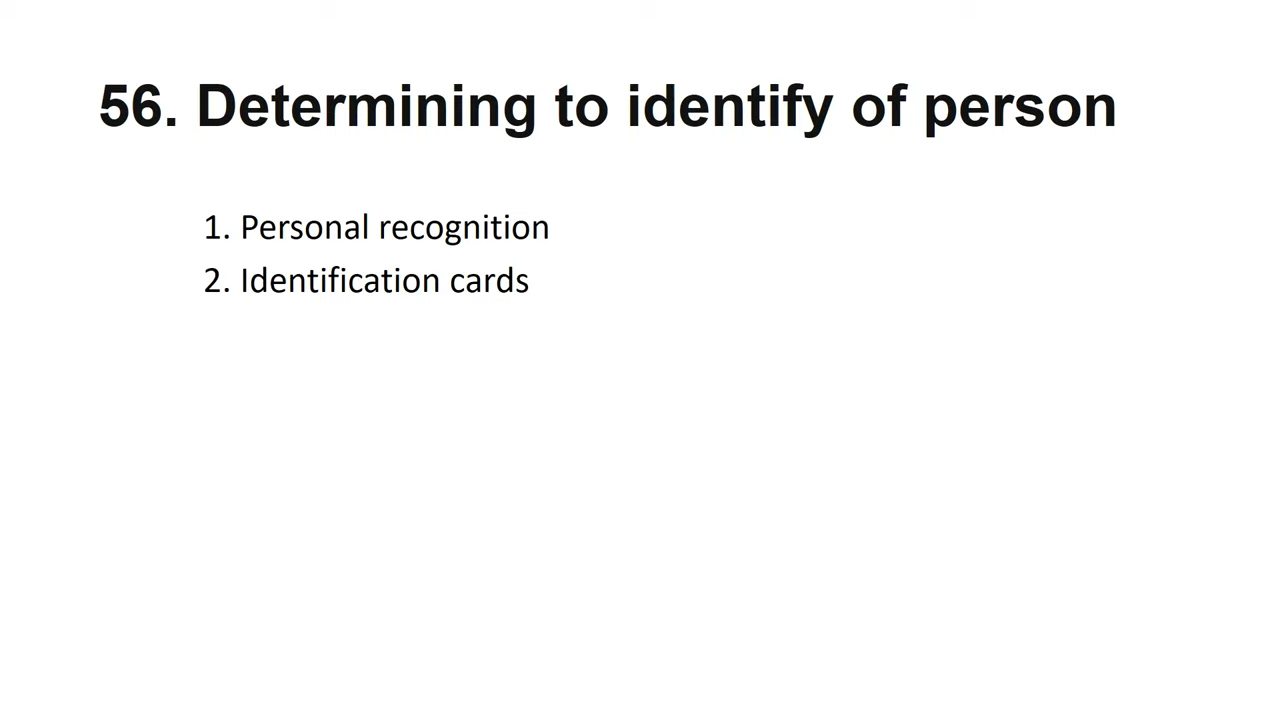 56. Determining to identify of person
1. Personal recognition
2. Identification cards